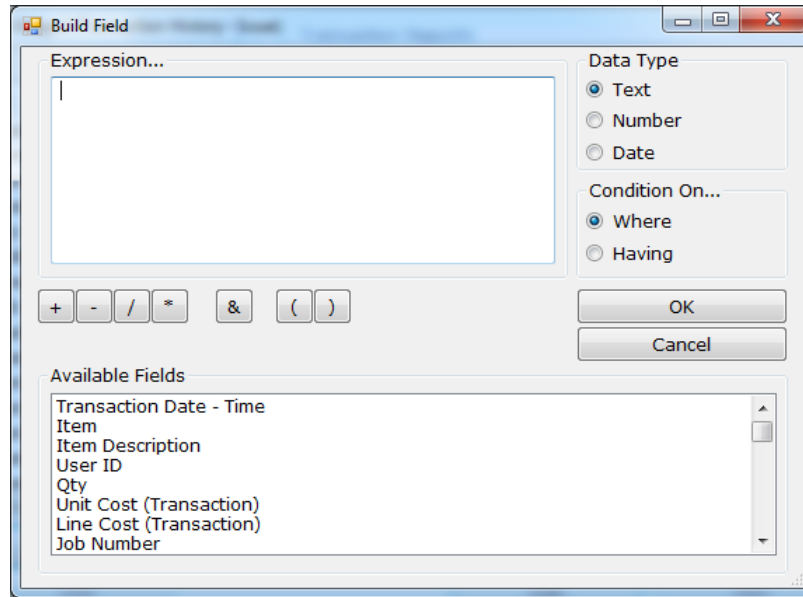 Build Field
Expression...
Data Type
Text
Number
Date
Condition On...
Where
Having
+ - / * & ( )
OK
Cancel
Available Fields
Transaction Date - Time
Item
Item Description
User ID
Qty
Unit Cost (Transaction)
Line Cost (Transaction)
Job Number